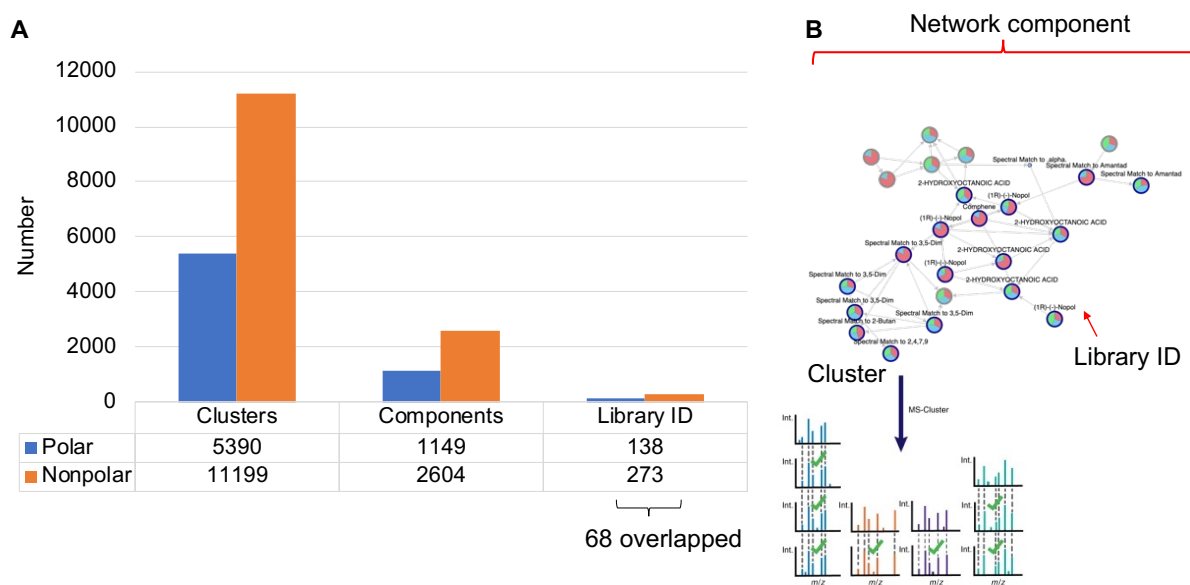 A
12000
10000
8000
6000
4000
2000
0
Number
Clusters Components Library ID
Polar 5390 1149 138
Nonpolar 11199 2604 273
68 overlapped
B
Network component
Spectral Match to .alpha.
Spectral Match to Amantad
Spectral Match to Amantad
2-HYDROXYOCTANOIC ACID
(1R)-(-)-Nopol
Comphene
(1R)-(-)-Nopol
2-HYDROXYOCTANOIC ACID
Spectral Match to 3,5-Dim
2-HYDROXYOCTANOIC ACID
(1R)-(-)-Nopol
Spectral Match to 3,5-Dim
2-HYDROXYOCTANOIC ACID
Spectral Match to 3,5-Dim
(1R)-(-)-Nopol
Spectral Match to 3,5-Dim
Spectral Match to 2-Butan
Spectral Match to 2,4,7,9
Library ID
Cluster
MS-Cluster
Int.
Int.
Int.
Int.
Int.
Int.
Int.
Int.
Int.
Int.
Int.
m/z m/z m/z m/z